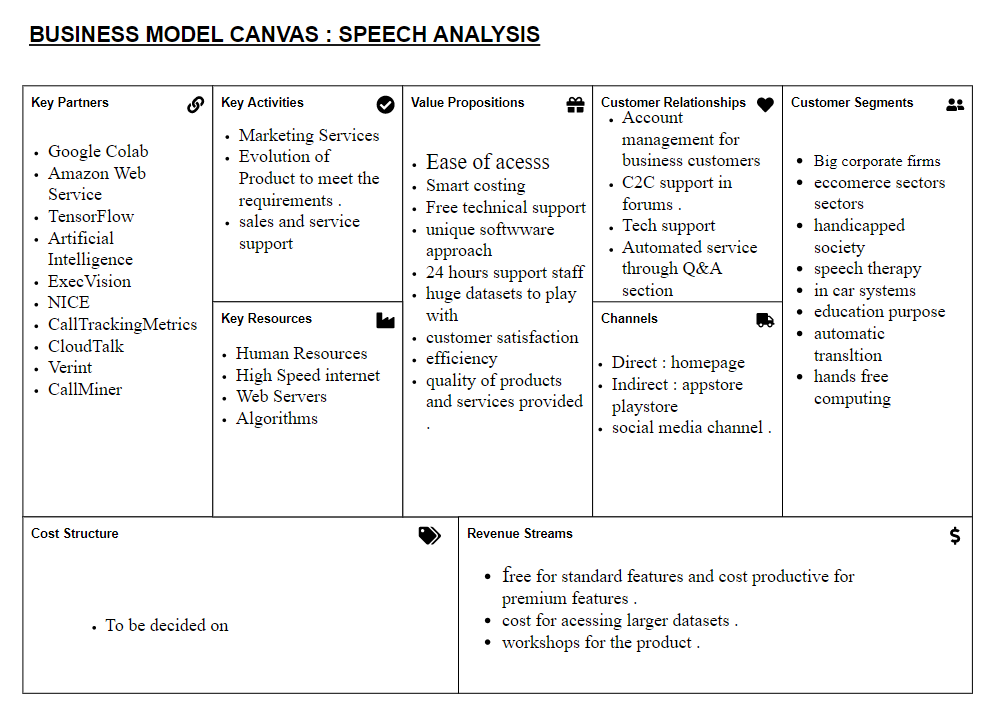 BUSINESS MODEL CANVAS : SPEECH ANALYSIS
Key Partners
• Google Colab
• Amazon Web
Service
• TensorFlow
• Artificial
Intelligence
• ExecVision
• NICE
• CallTrackingMetrics
• CloudTalk
• Verint
• CallMiner
Key Activities
• Marketing Services
• Evolution of
Product to meet the
requirements .
• sales and service
support
Key Resources
• Human Resources
• High Speed internet
• Web Servers
• Algorithms
Value Propositions
• Ease of acesss
• Smart costing
• Free technical support
• unique softwware
approach
• 24 hours support staff
• huge datasets to play
with
• customer satisfaction
• efficiency
• quality of products
and services provided
.
Customer Relationships
• Account
management for
business customers
• C2C support in
forums .
• Tech support
• Automated service
through Q&A
section
Channels
• Direct : homepage
• Indirect : appstore
playstore
• social media channel .
Customer Segments
• Big corporate firms
• eccomerce sectors
sectors
• handicapped
society
• speech therapy
• in car systems
• education purpose
• automatic
transltion
• hands free
computing
Cost Structure
• To be decided on
Revenue Streams
• free for standard features and cost productive for
premium features .
• cost for acessing larger datasets .
• workshops for the product .